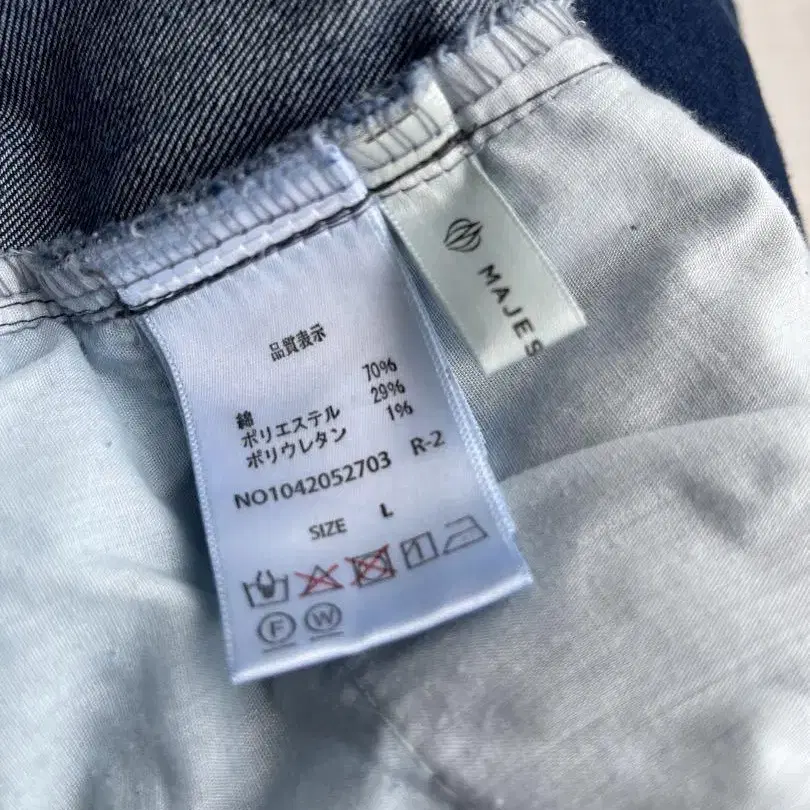 品質表示
綿 70%
ポリエステル 29%
ポリウレタン 1%
NO1042052703 R-2
SIZE L
F W
MAJES